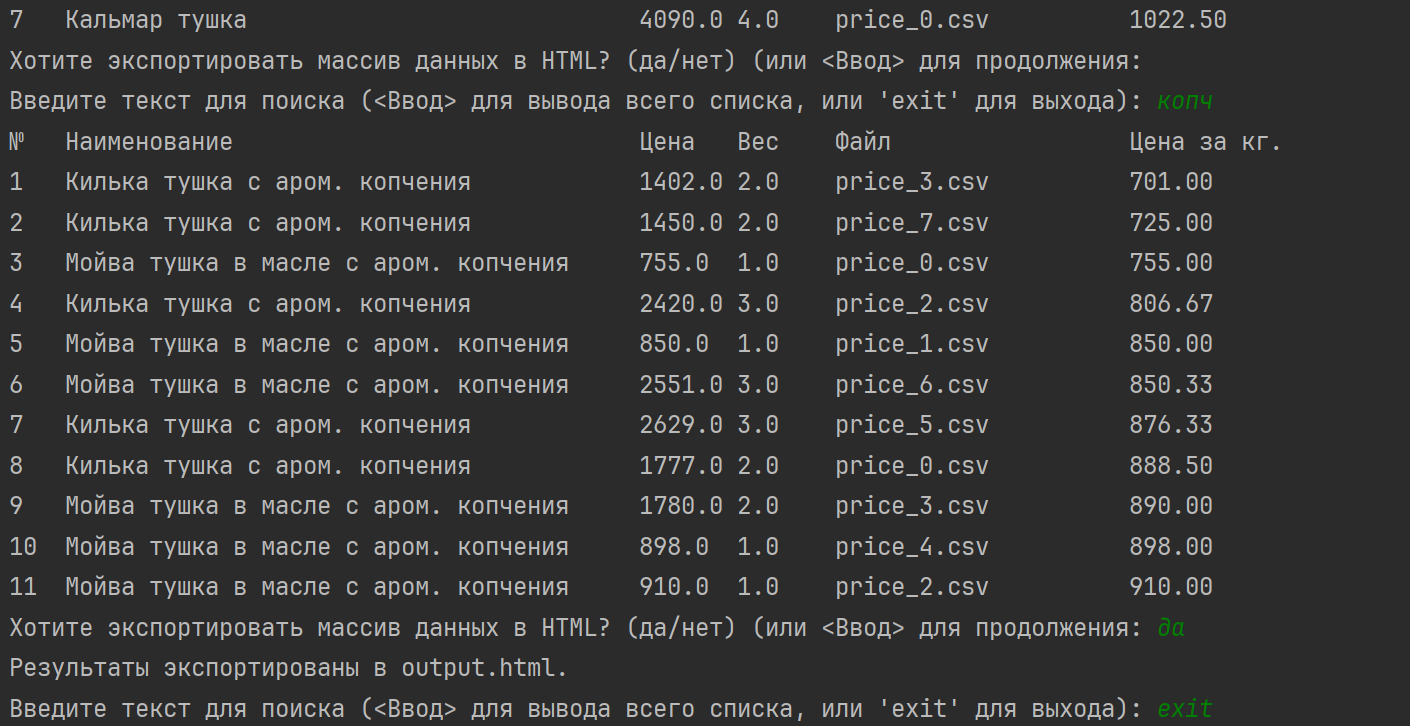 7   Кальмар тушка                            4090.0 4.0    price_0.csv          1022.50
Хотите экспортировать массив данных в HTML? (да/нет) (или <Ввод> для продолжения:
Введите текст для поиска (<Ввод> для вывода всего списка, или 'exit' для выхода): копч
№   Наименование                             Цена   Вес    Файл                 Цена за кг.
1   Килька тушка с аром. копчения            1402.0 2.0    price_3.csv          701.00
2   Килька тушка с аром. копчения            1450.0 2.0    price_7.csv          725.00
3   Мойва тушка в масле с аром. копчения     755.0  1.0    price_0.csv          755.00
4   Килька тушка с аром. копчения            2420.0 3.0    price_2.csv          806.67
5   Мойва тушка в масле с аром. копчения     850.0  1.0    price_1.csv          850.00
6   Мойва тушка в масле с аром. копчения     2551.0 3.0    price_6.csv          850.33
7   Килька тушка с аром. копчения            2629.0 3.0    price_5.csv          876.33
8   Килька тушка с аром. копчения            1777.0 2.0    price_0.csv          888.50
9   Мойва тушка в масле с аром. копчения     1780.0 2.0    price_3.csv          890.00
10  Мойва тушка в масле с аром. копчения     898.0  1.0    price_4.csv          898.00
11  Мойва тушка в масле с аром. копчения     910.0  1.0    price_2.csv          910.00
Хотите экспортировать массив данных в HTML? (да/нет) (или <Ввод> для продолжения: да
Результаты экспортированы в output.html.
Введите текст для поиска (<Ввод> для вывода всего списка, или 'exit' для выхода): exit